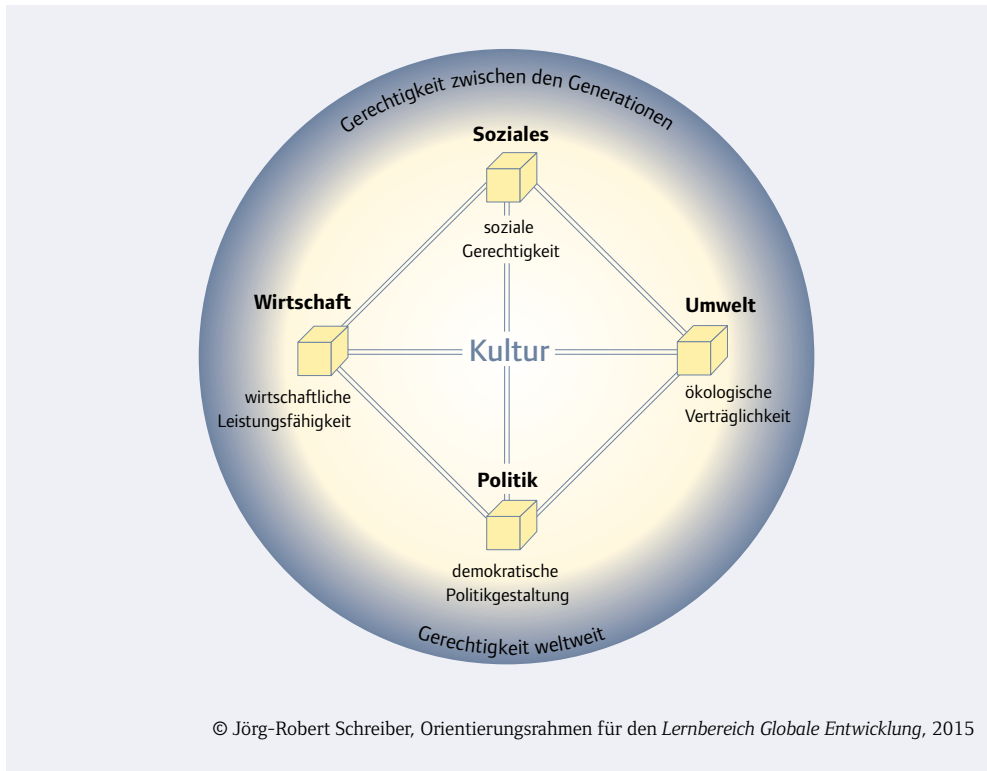 Gerechtigkeit zwischen den Generationen
Soziales
soziale
Gerechtigkeit
Wirtschaft
wirtschaftliche
Leistungsfähigkeit
Kultur
Umwelt
ökologische
Verträglichkeit
Politik
demokratische
Politikgestaltung
Gerechtigkeit weltweit
© Jörg-Robert Schreiber, Orientierungsrahmen für den Lernbereich Globale Entwicklung, 2015